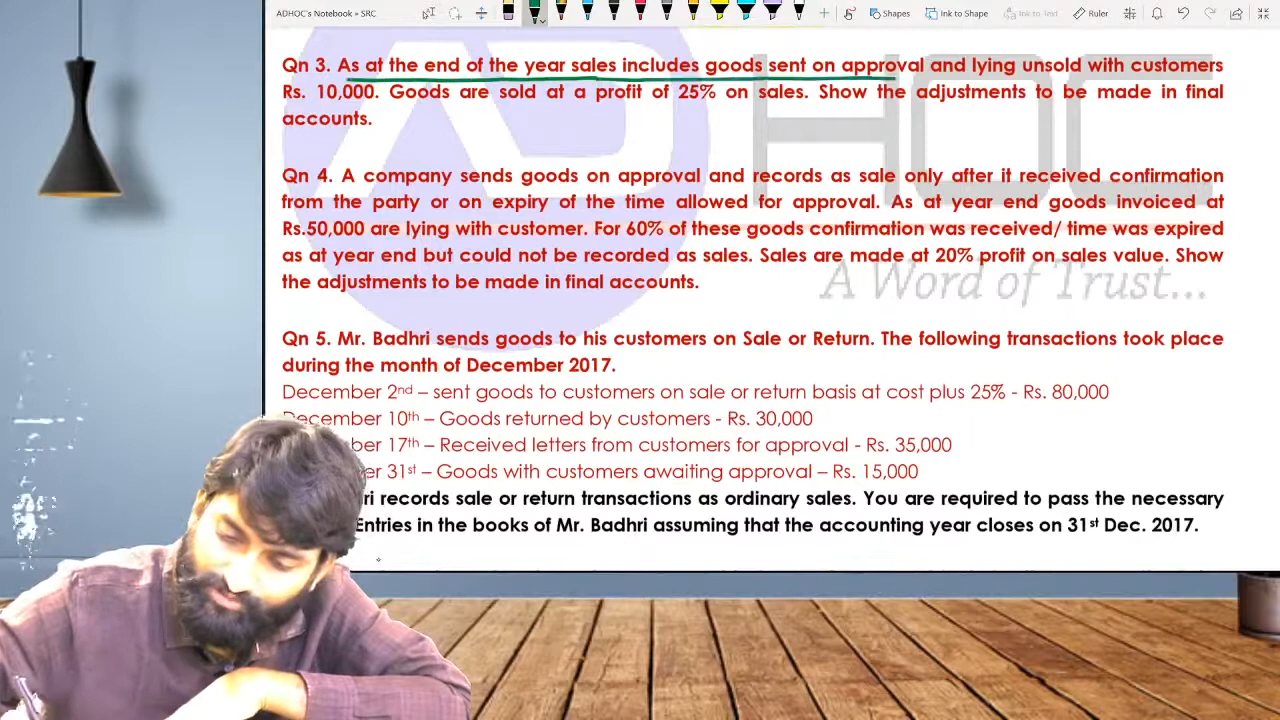 ADHOC's Notebook » SRC
Shapes
Ink to Shape
Ink to Text
Ruler
Qn 3. As at the end of the year sales includes goods sent on approval and lying unsold with customers
Rs. 10,000. Goods are sold at a profit of 25% on sales. Show the adjustments to be made in final
accounts.
Qn 4. A company sends goods on approval and records as sale only after it received confirmation
from the party or on expiry of the time allowed for approval. As at year end goods invoiced at
Rs.50,000 are lying with customer. For 60% of these goods confirmation was received/ time was expired
as at year end but could not be recorded as sales. Sales are made at 20% profit on sales value. Show
the adjustments to be made in final accounts.
Qn 5. Mr. Badhri sends goods to his customers on Sale or Return. The following transactions took place
during the month of December 2017.
December 2nd – sent goods to customers on sale or return basis at cost plus 25% - Rs. 80,000
December 10th – Goods returned by customers - Rs. 30,000
ber 17th – Received letters from customers for approval - Rs. 35,000
er 31st – Goods with customers awaiting approval – Rs. 15,000
ri records sale or return transactions as ordinary sales. You are required to pass the necessary
Entries in the books of Mr. Badhri assuming that the accounting year closes on 31st Dec. 2017.
ADHOC
A Word of Trust...